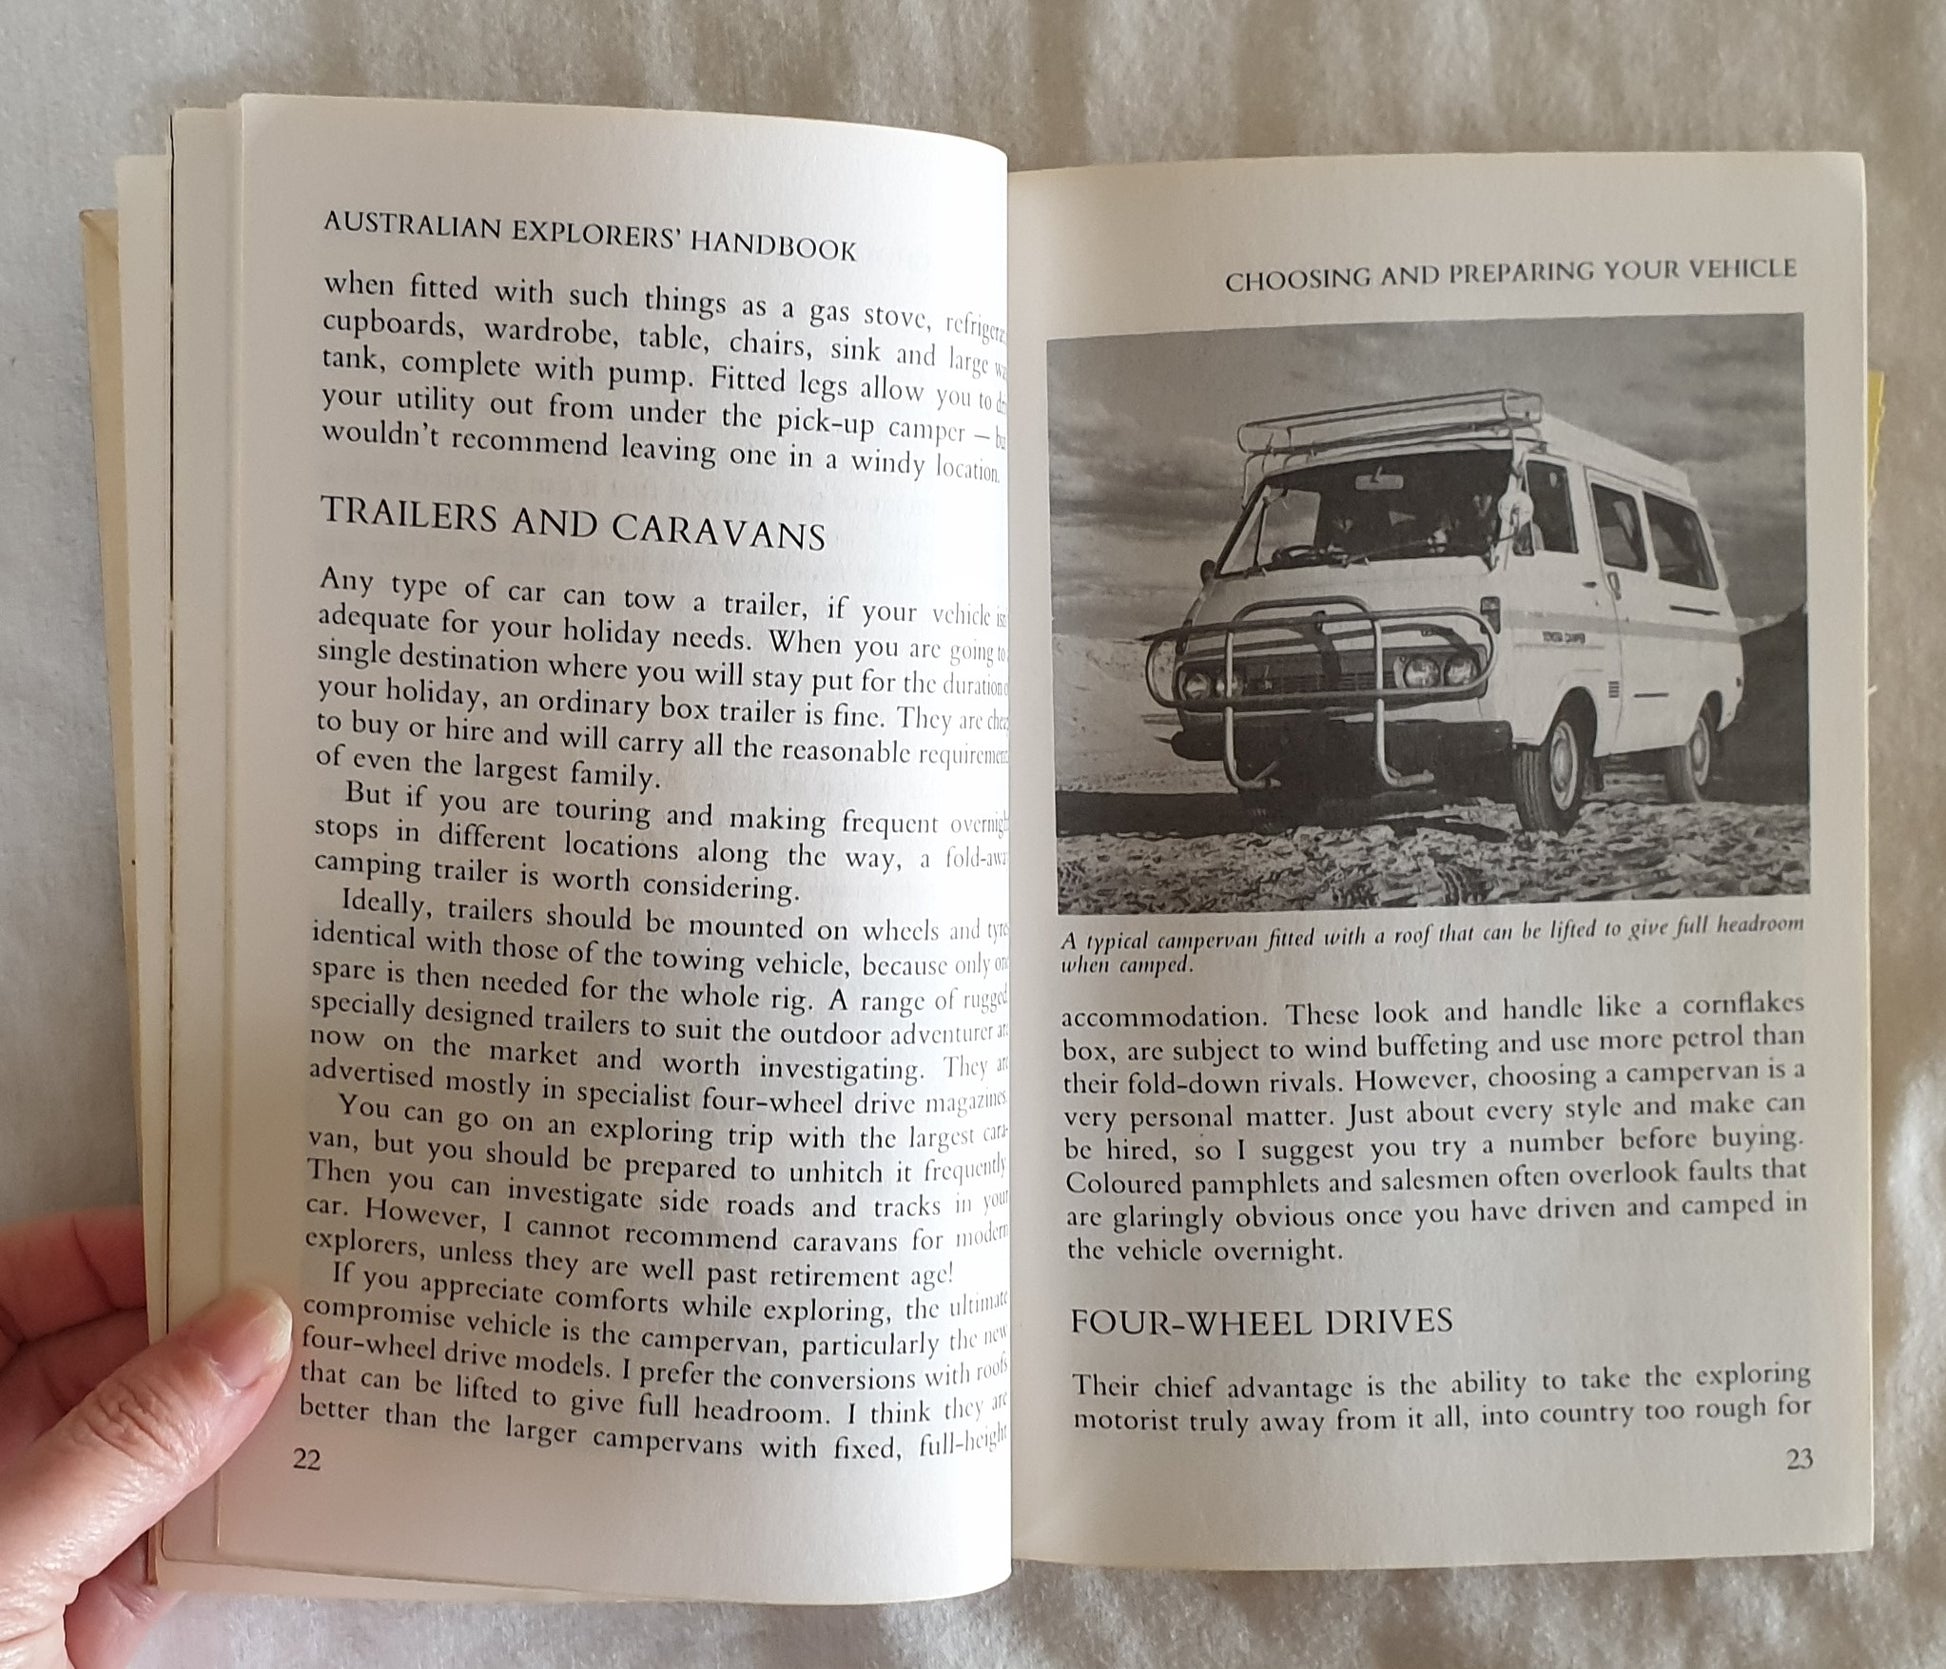 AUSTRALIAN EXPLORERS' HANDBOOK
when fitted with such things as a gas stove,
cupboards, wardrobe, table, chairs, sink and large
tank, complete with pump. Fitted legs allow you to
your utility out from under the pick-up camper –
wouldn't recommend leaving one in a windy location.
TRAILERS AND CARAVANS
Any type of car can tow a trailer, if your vehicle
adequate for your holiday needs. When you are going to
single destination where you will stay put for the duration
your holiday, an ordinary box trailer is fine. They are
to buy or hire and will carry all the reasonable
of even the largest family.
But if you are touring and making frequent
stops in different locations along the way, a
camping trailer is worth considering.
Ideally, trailers should be mounted on wheels and
identical with those of the towing vehicle, because only
spare is then needed for the whole rig. A range of rugged
specially designed trailers to suit the outdoor adventurer
now on the market and worth investigating. They
advertised mostly in specialist four-wheel drive magazines.
You can go on an exploring trip with the largest cara-
van, but you should be prepared to unhitch it frequently
Then you can investigate side roads and tracks in your
car. However, I cannot recommend caravans for modern
explorers, unless they are well past retirement age!
If you appreciate comforts while exploring, the ultimate
compromise vehicle is the campervan, particularly the new
four-wheel drive models. I prefer the conversions with roofs
that can be lifted to give full headroom. I think they are
better than the larger campervans with fixed, full-height
22
CHOOSING AND PREPARING YOUR VEHICLE
A typical campervan fitted with a roof that can be lifted to give full headroom
when camped.
accommodation. These look and handle like a cornflakes
box, are subject to wind buffeting and use more petrol than
their fold-down rivals. However, choosing a campervan is a
very personal matter. Just about every style and make can
be hired, so I suggest you try a number before buying.
Coloured pamphlets and salesmen often overlook faults that
are glaringly obvious once you have driven and camped in
the vehicle overnight.
FOUR-WHEEL DRIVES
Their chief advantage is the ability to take the exploring
motorist truly away from it all, into country too rough for
23